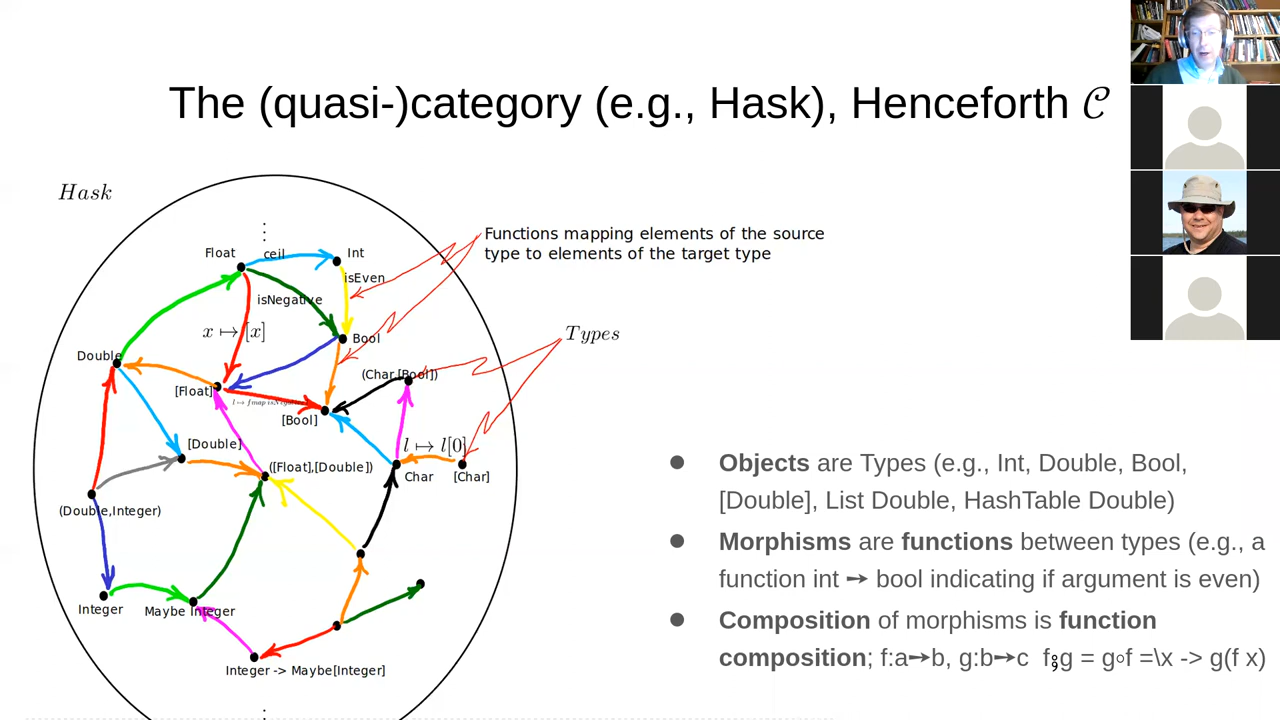 The (quasi-)category (e.g., Hask), Henceforth 𝒞
Hask
⋮
Float
ceil
Int
isEven
isNegative
Functions mapping elements of the source
type to elements of the target type
x ↦ [x]
Bool
Types
Double
(Char,[Bool])
[Float]
l ↦ fmap isNegative l
[Bool]
[Double]
l ↦ l[0]
([Float],[Double])
Char
[Char]
(Double,Integer)
Integer
Maybe Integer
Integer -> Maybe[Integer]
⋮
● Objects are Types (e.g., Int, Double, Bool,
[Double], List Double, HashTable Double)
● Morphisms are functions between types (e.g., a
function int ➙ bool indicating if argument is even)
● Composition of morphisms is function
composition; f:a➙b, g:b➙c f⨾g = g∘f =\x -> g(f x)